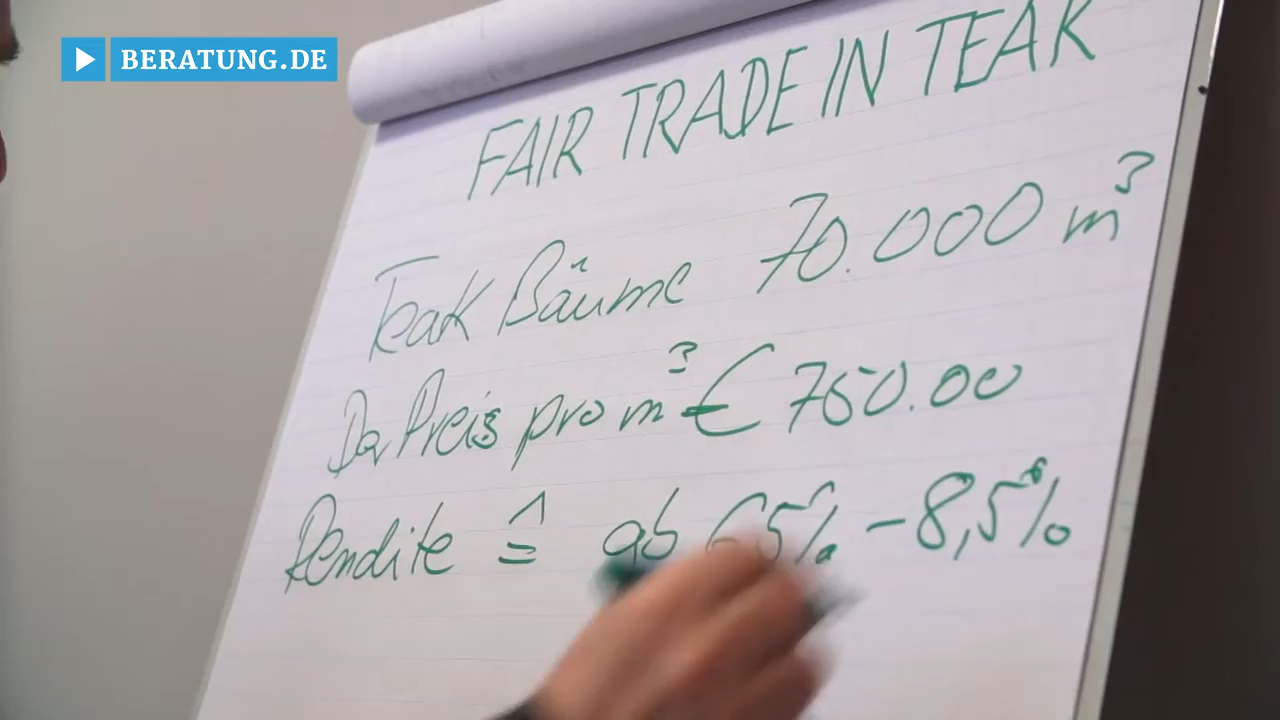 BERATUNG.DE
FAIR TRADE IN TEAK
Teak Bäume 70.000 m³
Der Preis pro m³ € 750.00
Rendite ≙ ab 6,5% - 8,5%